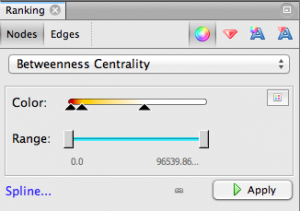 Ranking
Nodes Edges
Betweenness Centrality
Color:
Range:
0.0 96539.86...
Spline...
Apply